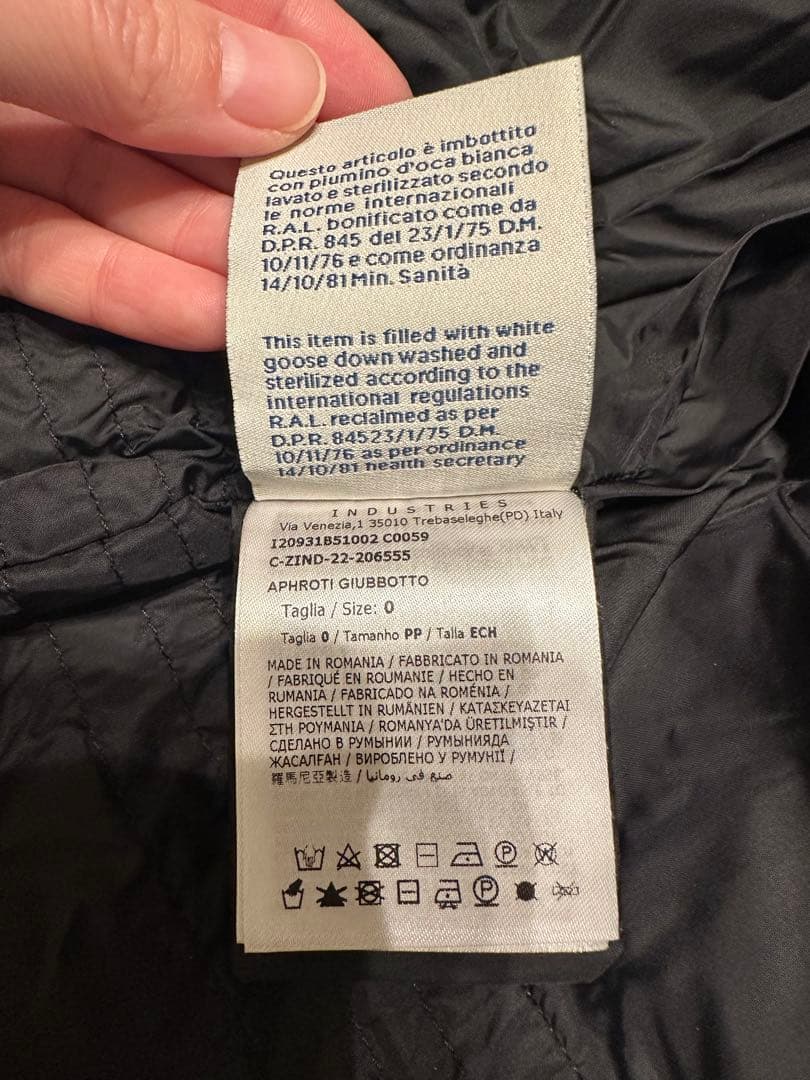 Questo articolo è imbottito
con piumino d'oca bianca
lavato e sterilizzato secondo
le norme internazionali
R.A.L. bonificato come da
D.P.R. 845 del 23/1/75 D.M.
10/11/76 e come ordinanza
14/10/81 Min. Sanità
This item is filled with white
goose down washed and
sterilized according to the
international regulations
R.A.L. reclaimed as per
D.P.R. 84523/1/75 D.M.
10/11/76 as per ordinance
14/10/81 health secretary
INDUSTRIES
Via Venezia,1 35010 Trebaseleghe(PD) Italy
I20931B51002 C0059
C-ZIND-22-206555
APHROTI GIUBBOTTO
Taglia / Size: 0
Taglia 0 / Tamanho PP / Talla ECH
MADE IN ROMANIA / FABBRICATO IN ROMANIA
/ FABRIQUÉ EN ROUMANIE / HECHO EN
RUMANIA / FABRICADO NA ROMÉNIA /
HERGESTELLT IN RUMÄNIEN / ΚΑΤΑΣΚΕΥΑΖΕΤΑΙ
ΣΤΗ ΡΟΥΜΑΝΙΑ / ROMANYA'DA ÜRETILMIŞTIR /
СДЕЛАНО В РУМЫНИИ / РУМЫНИЯДА
ЖАСАЛҒАН / ВИРОБЛЕНО У РУМУНІЇ /
羅馬尼亞製造 / صنع في رومانيا
P W
P